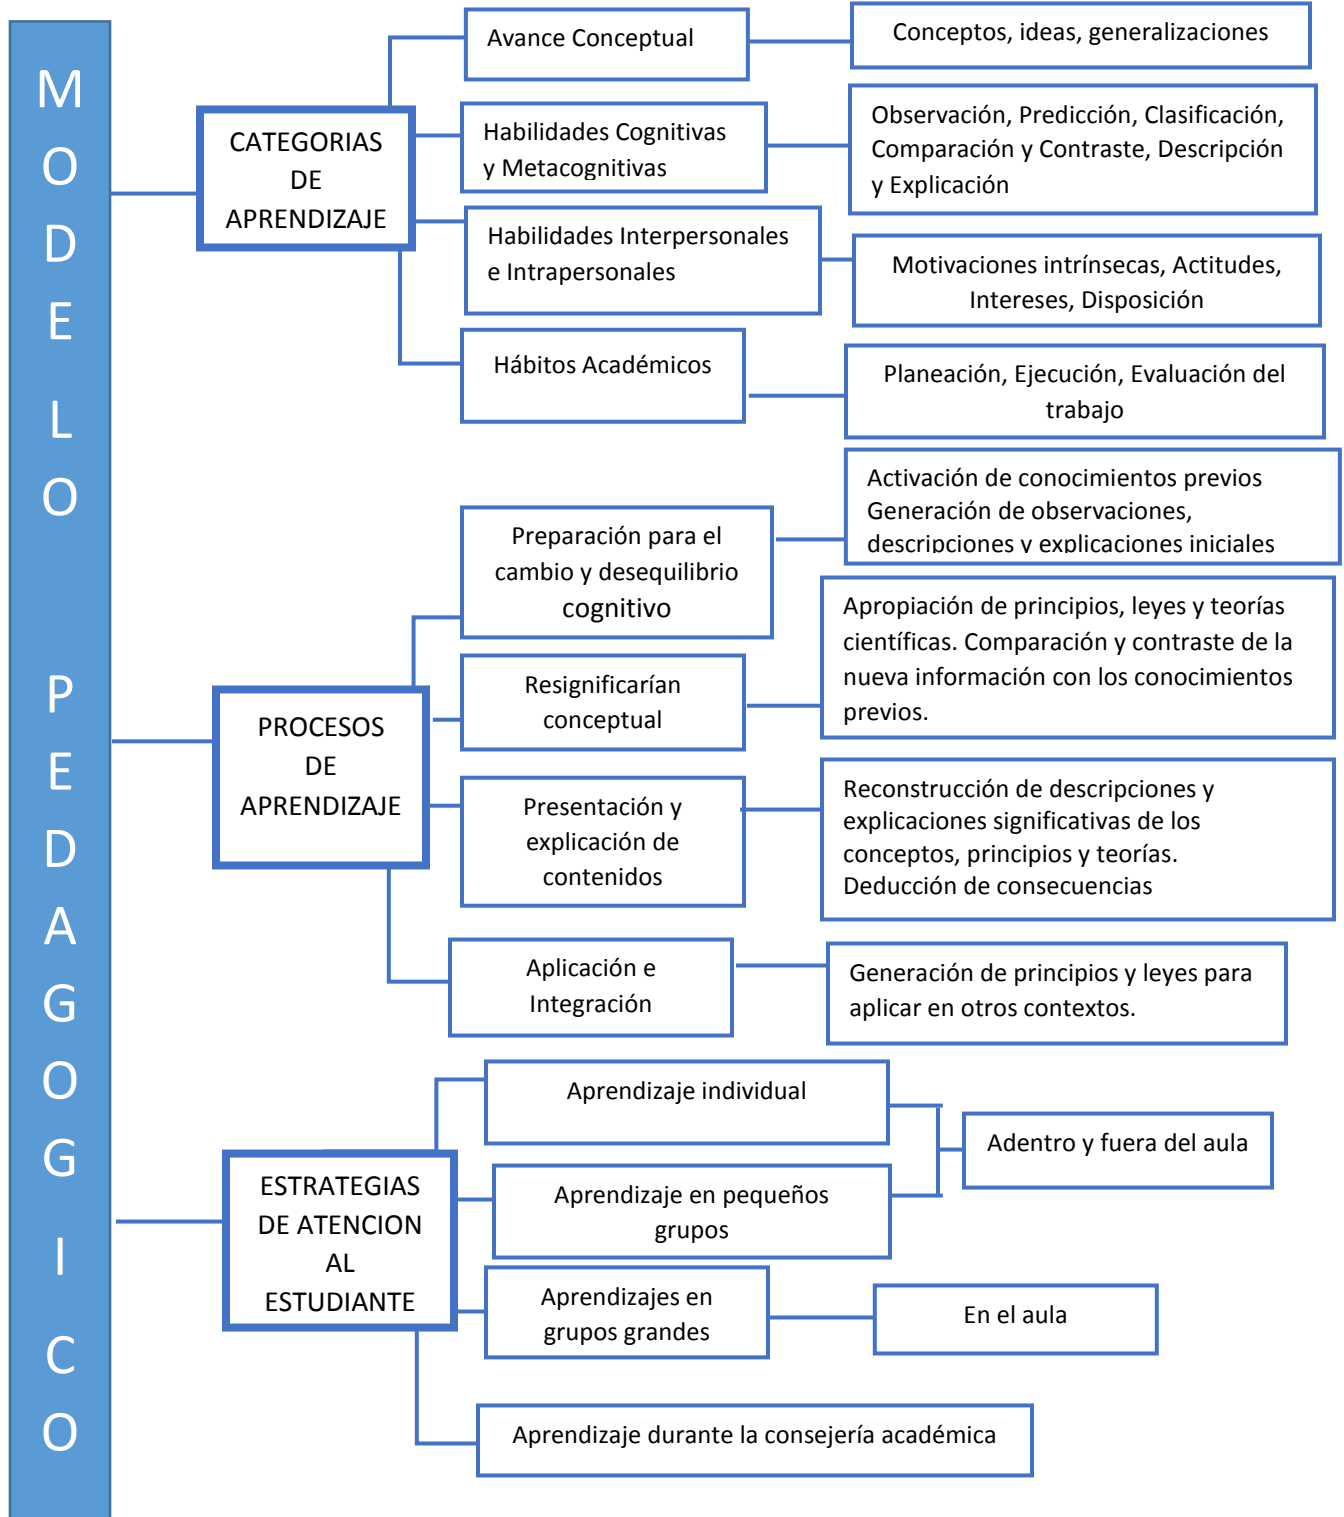 MODELO PEDAGOGICO
CATEGORIAS
DE
APRENDIZAJE
Avance Conceptual
Conceptos, ideas, generalizaciones
Habilidades Cognitivas
y Metacognitivas
Observación, Predicción, Clasificación,
Comparación y Contraste, Descripción
y Explicación
Habilidades Interpersonales
e Intrapersonales
Motivaciones intrínsecas, Actitudes,
Intereses, Disposición
Hábitos Académicos
Planeación, Ejecución, Evaluación del
trabajo
PROCESOS
DE
APRENDIZAJE
Preparación para el
cambio y desequilibrio
cognitivo
Activación de conocimientos previos
Generación de observaciones,
descripciones y explicaciones iniciales
Resignificarían
conceptual
Apropiación de principios, leyes y teorías
científicas. Comparación y contraste de la
nueva información con los conocimientos
previos.
Presentación y
explicación de
contenidos
Reconstrucción de descripciones y
explicaciones significativas de los
conceptos, principios y teorías.
Deducción de consecuencias
Aplicación e
Integración
Generación de principios y leyes para
aplicar en otros contextos.
ESTRATEGIAS
DE ATENCION
AL
ESTUDIANTE
Aprendizaje individual
Aprendizaje en pequeños
grupos
Adentro y fuera del aula
Aprendizajes en
grupos grandes
En el aula
Aprendizaje durante la consejería académica